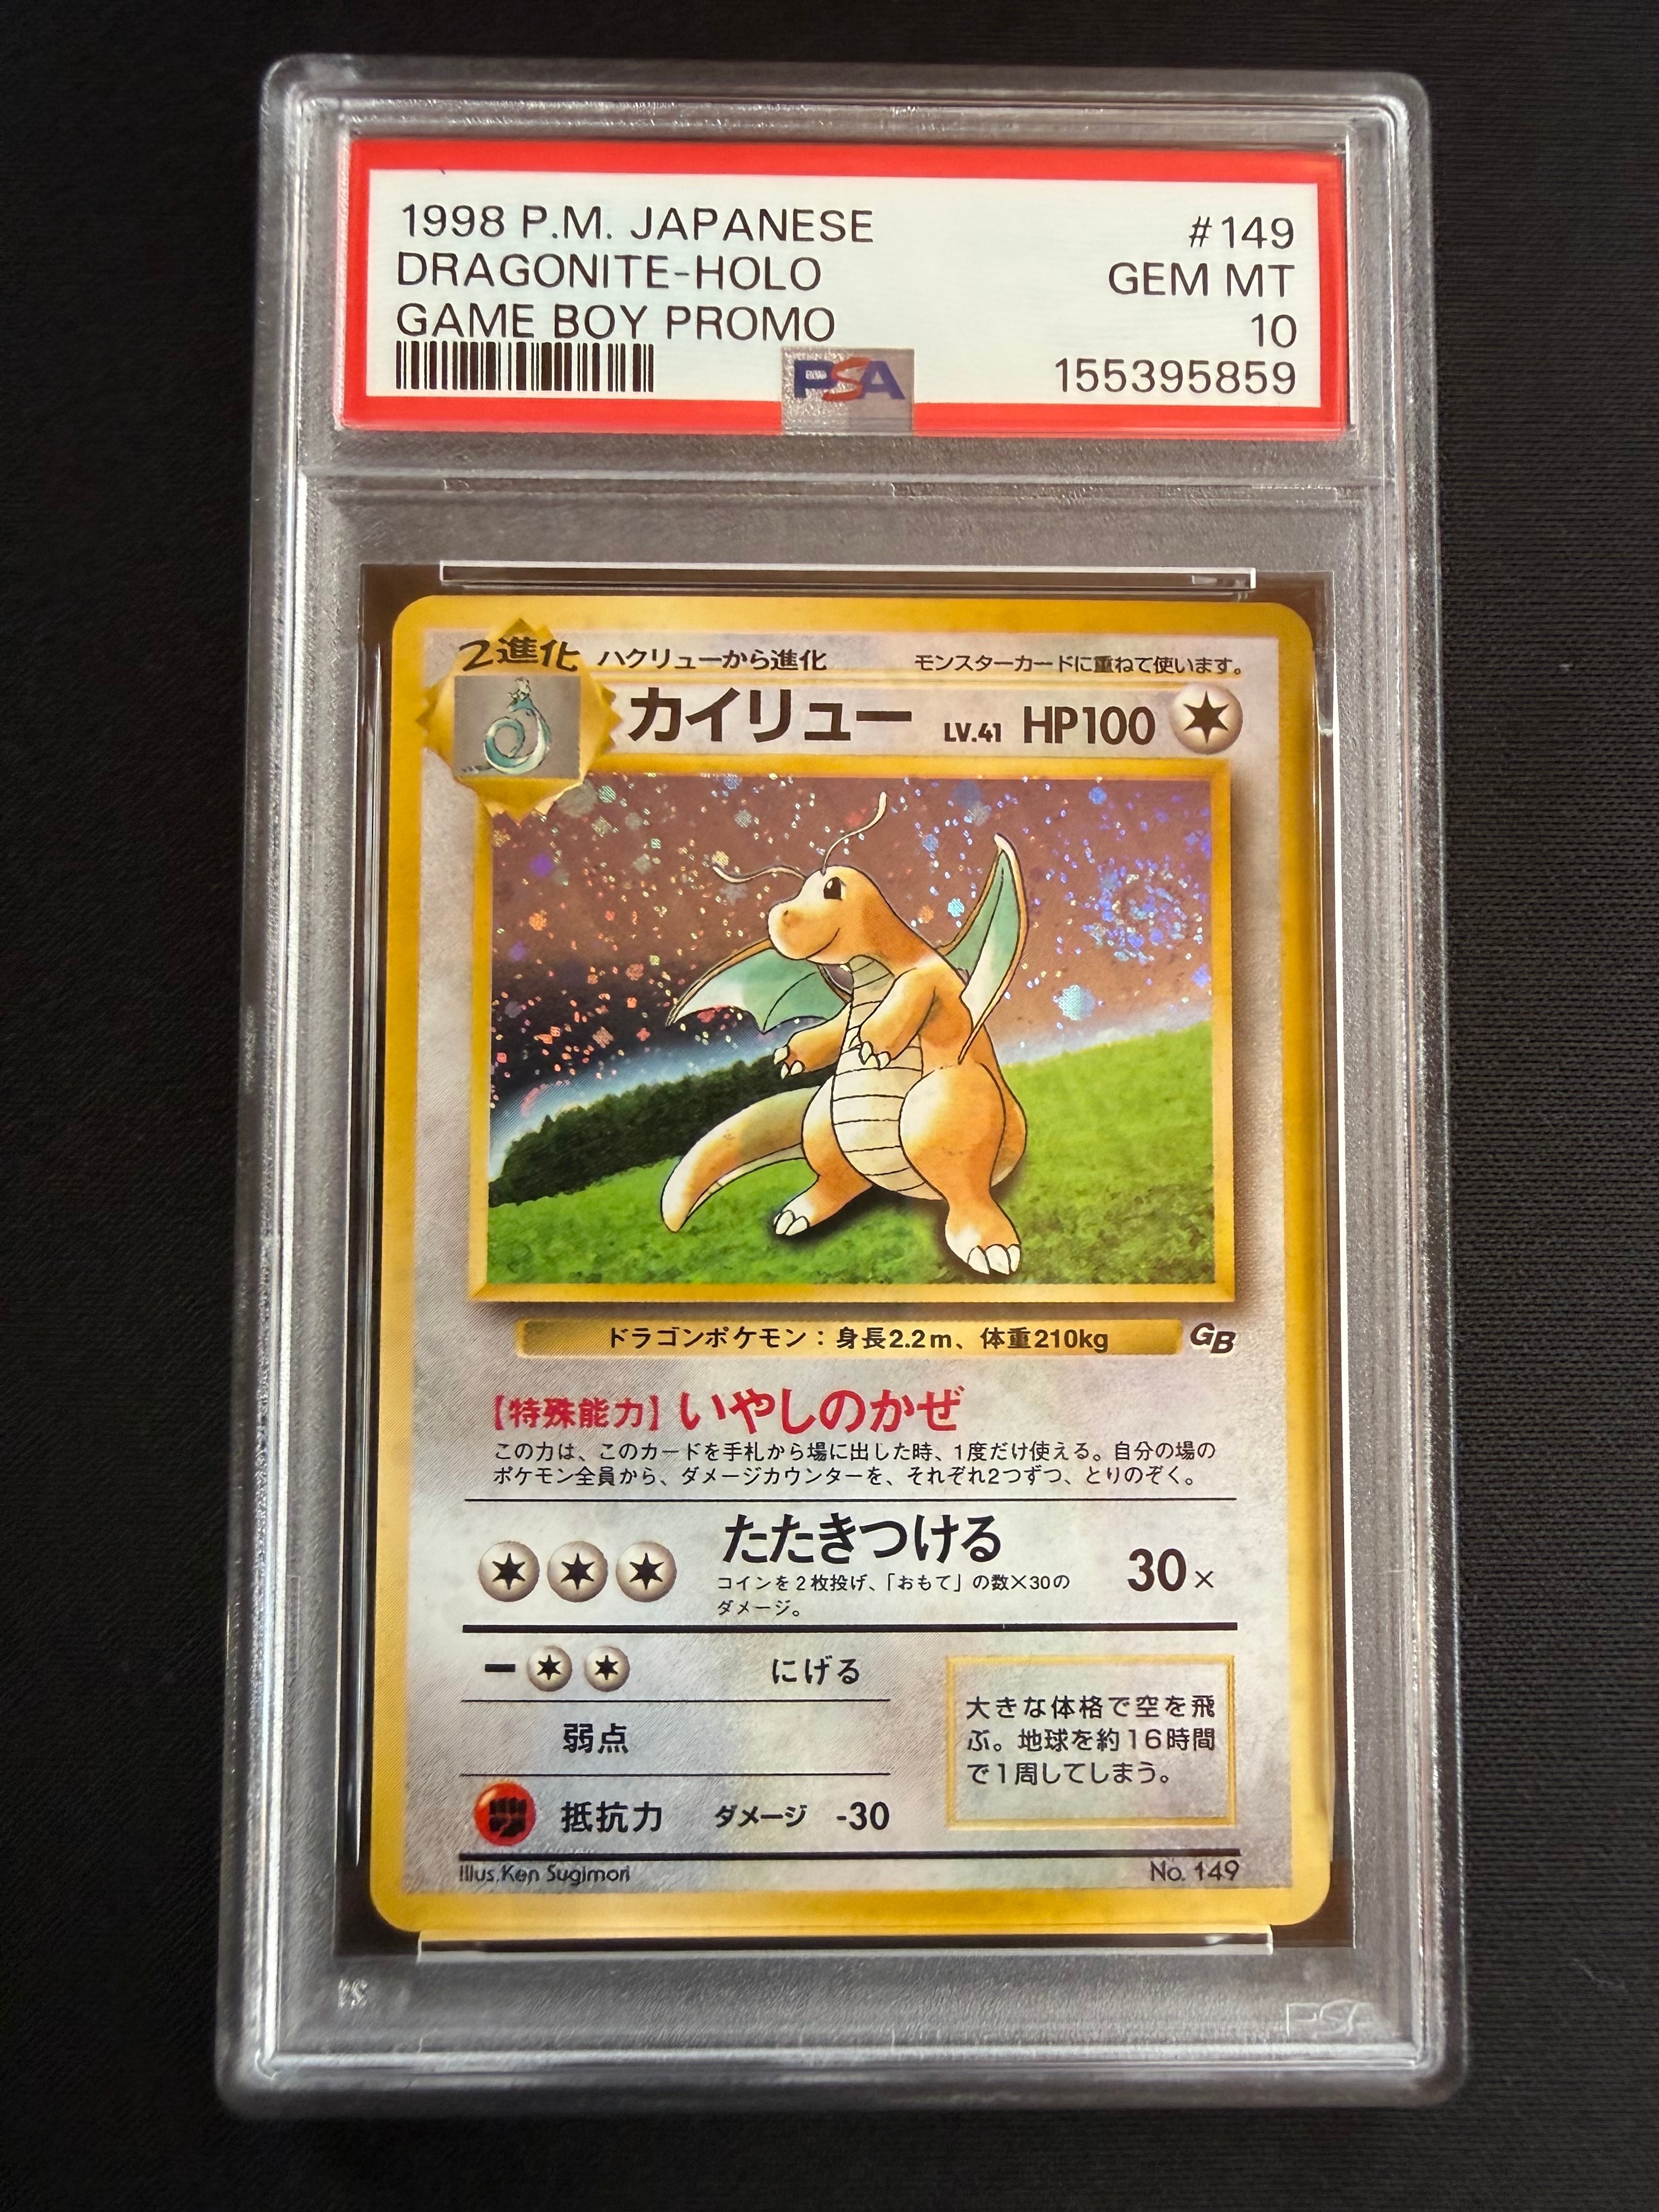 1998 P.M. JAPANESE #149
DRAGONITE-HOLO GEM MT
GAME BOY PROMO 10
PSA 155395859
2進化 ハクリューから進化 モンスターカードに重ねて使います。
カイリュー LV.41 HP100
ドラゴンポケモン：身長2.2m、体重210kg GB
【特殊能力】いやしのかぜ
この力は、このカードを手札から場に出した時、1度だけ使える。自分の場の
ポケモン全員から、ダメージカウンターを、それぞれ2つずつ、とりのぞく。
たたきつける 30×
コインを2枚投げ、「おもて」の数×30の
ダメージ。
にげる
弱点
抵抗力 ダメージ -30
大きな体格で空を飛
ぶ。地球を約16時間
で1周してしまう。
Illus.Ken Sugimori No. 149
PSA